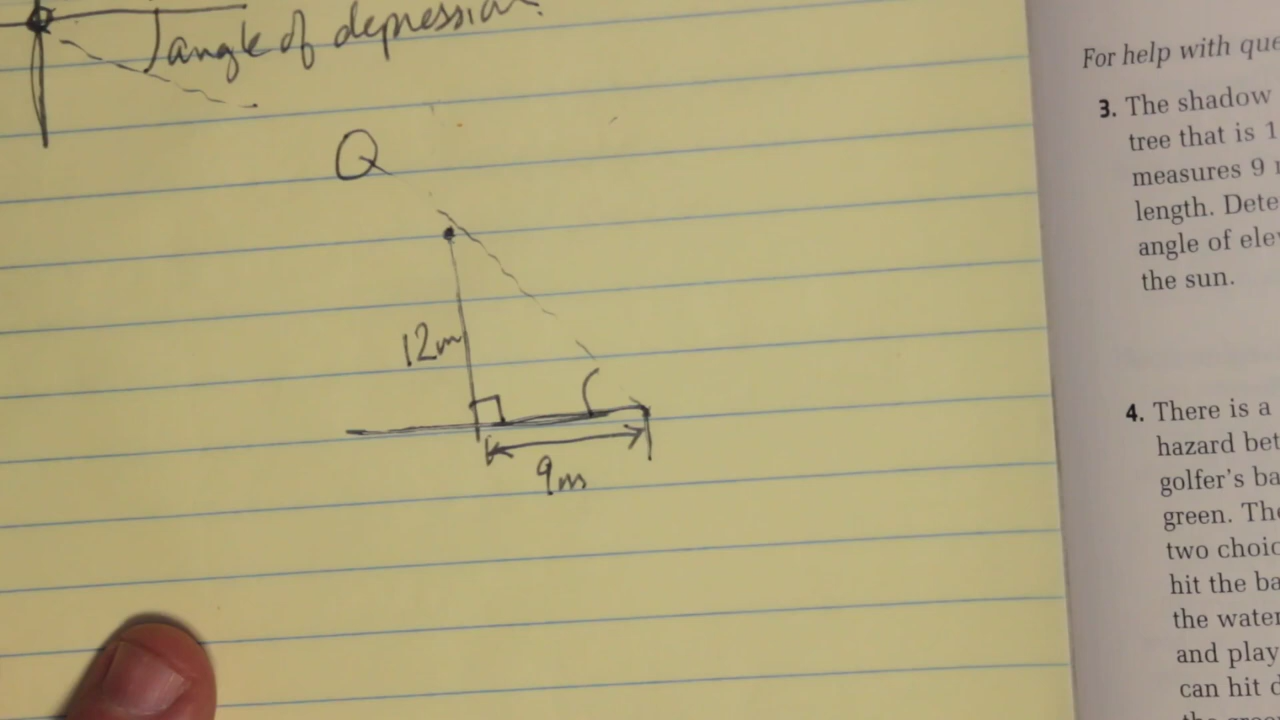 angle of depression.
Q
12m
9m
For help with que
3. The shadow
tree that is 1
measures 9
length. Dete
angle of ele
the sun.
4. There is a
hazard bet
golfer's ba
green. The
two choic
hit the ba
the water
and play
can hit d